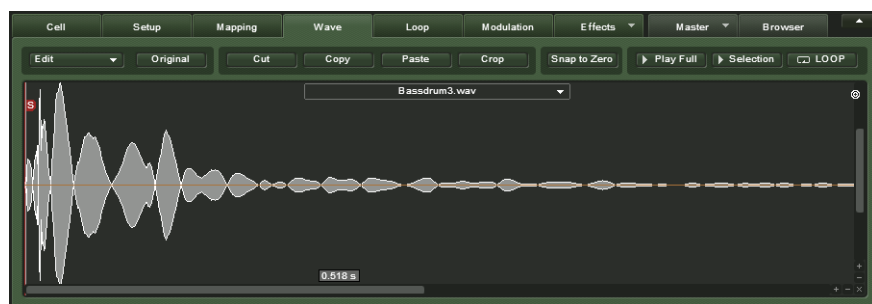 Cell Setup Mapping Wave Loop Modulation Effects Master Browser
Edit Original Cut Copy Paste Crop Snap to Zero Play Full Selection LOOP
Bassdrum3.wav
S
0.518 s